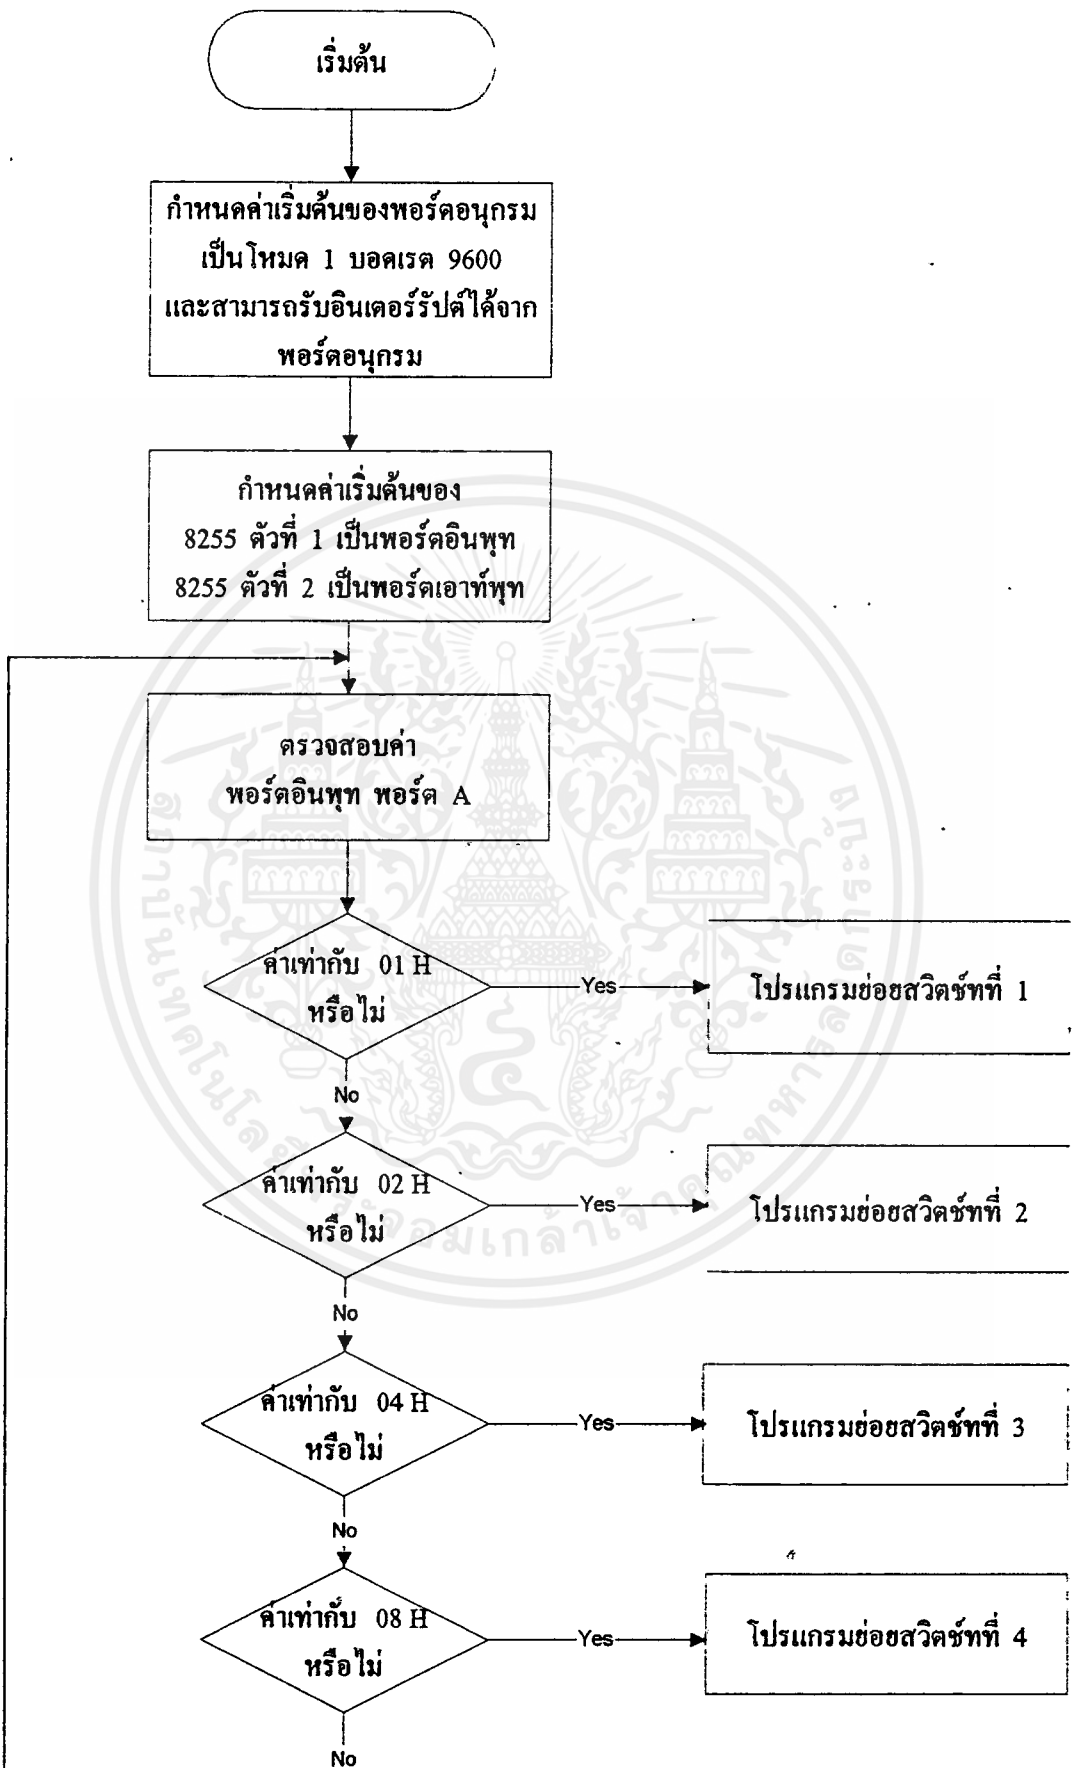 เริ่มต้น
กำหนดค่าเริ่มต้นของพอร์ตอนุกรม
เป็นโหมด 1 บอดเรต 9600
และสามารถรับอินเตอร์รัปต์ได้จาก
พอร์ตอนุกรม
กำหนดค่าเริ่มต้นของ
8255 ตัวที่ 1 เป็นพอร์ตอินพุท
8255 ตัวที่ 2 เป็นพอร์ตเอาท์พุท
ตรวจสอบค่า
พอร์ตอินพุท พอร์ต A
ค่าเท่ากับ 01 H
หรือไม่
Yes
โปรแกรมย่อยสวิตช์ทที่ 1
No
ค่าเท่ากับ 02 H
หรือไม่
Yes
โปรแกรมย่อยสวิตช์ทที่ 2
No
ค่าเท่ากับ 04 H
หรือไม่
Yes
โปรแกรมย่อยสวิตช์ทที่ 3
No
ค่าเท่ากับ 08 H
หรือไม่
Yes
โปรแกรมย่อยสวิตช์ทที่ 4
No